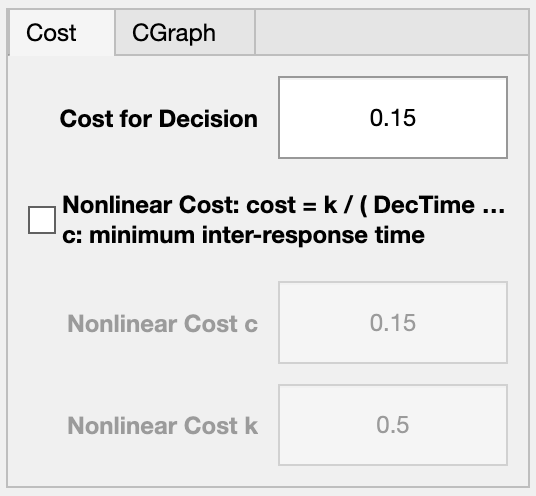 Cost CGraph
Cost for Decision 0.15
Nonlinear Cost: cost = k / ( DecTime ...
c: minimum inter-response time
Nonlinear Cost c 0.15
Nonlinear Cost k 0.5